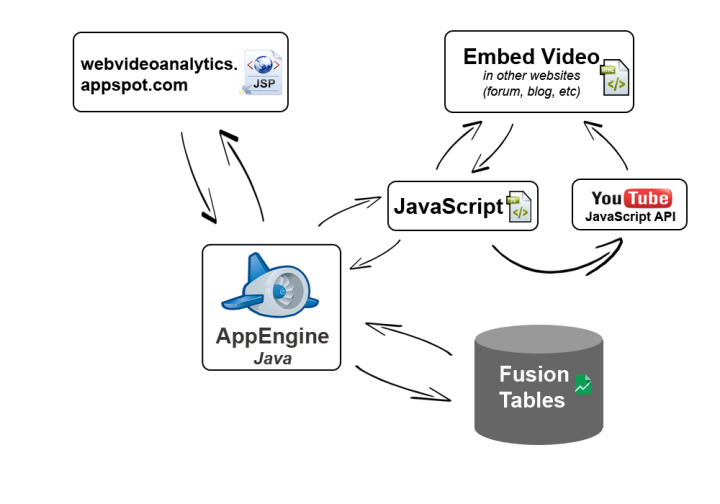 webvideoanalytics.
appspot.com
JSP
Embed Video
in other websites
(forum, blog, etc)
</>
JavaScript
</>
YouTube
JavaScript API
AppEngine
Java
Fusion
Tables